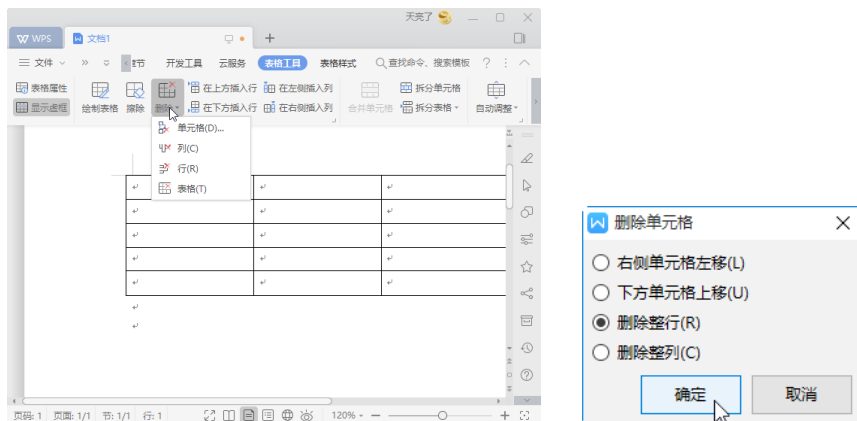 天亮了
WPS 文档1
文件 开发工具 云服务 表格工具 表格样式 查找命令、搜索模板
表格属性 在上方插入行 在左侧插入列 拆分单元格
显示虚框 绘制表格 擦除 删除 在下方插入行 在右侧插入列 合并单元格 拆分表格 自动调整
单元格(D)...
列(C)
行(R)
表格(T)
页码: 1 页面: 1/1 节: 1/1 行: 1 120%
删除单元格
右侧单元格左移(L)
下方单元格上移(U)
删除整行(R)
删除整列(C)
确定 取消